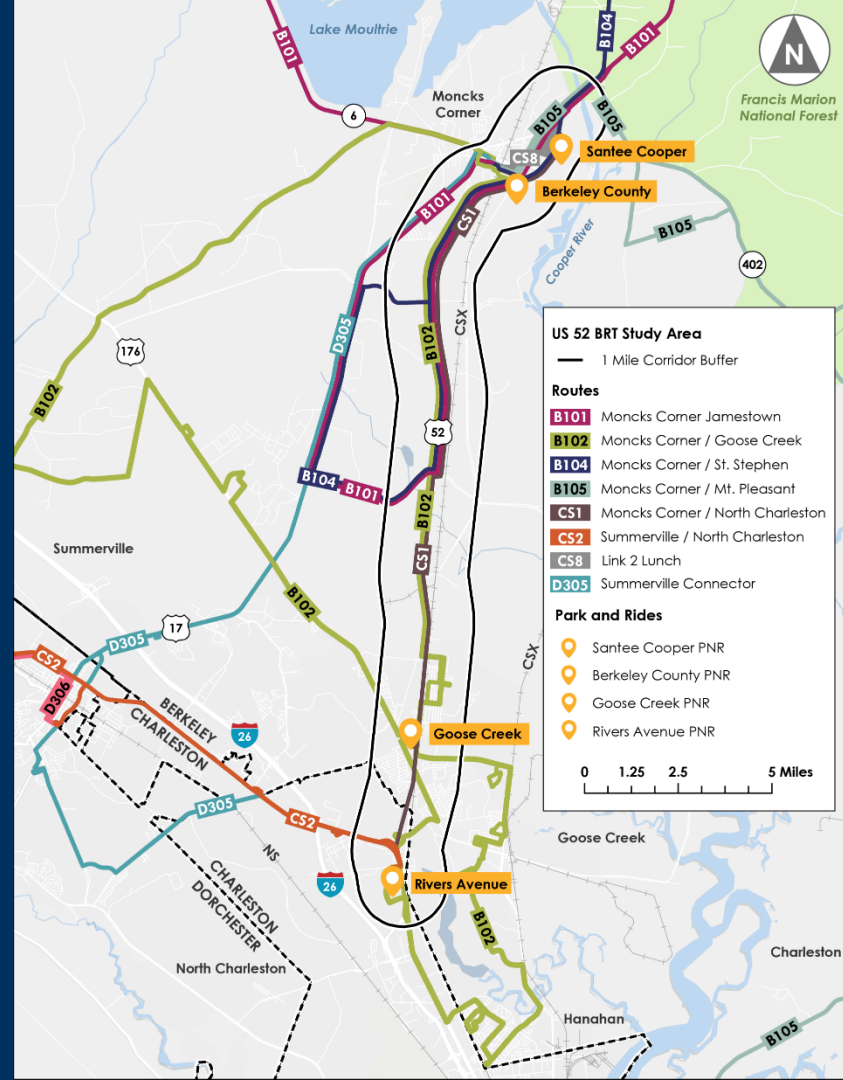 Lake Moultrie
B101
B104
B101
N
Francis Marion
National Forest
Moncks
Corner
6
B105
B105
CS8
Santee Cooper
Berkeley County
B101
CS1
Cooper River
B105
402
CSX
D305
B102
176
B102
52
B104
B101
B102
CS1
Summerville
B102
17
D305
CS2
D306
BERKELEY
CHARLESTON
26
CSX
Goose Creek
D305
CS2
NS
26
Rivers Avenue
CHARLESTON
DORCHESTER
B102
North Charleston
Hanahan
Goose Creek
Charleston
B105
US 52 BRT Study Area
1 Mile Corridor Buffer
Routes
B101 Moncks Corner Jamestown
B102 Moncks Corner / Goose Creek
B104 Moncks Corner / St. Stephen
B105 Moncks Corner / Mt. Pleasant
CS1 Moncks Corner / North Charleston
CS2 Summerville / North Charleston
CS8 Link 2 Lunch
D305 Summerville Connector
Park and Rides
Santee Cooper PNR
Berkeley County PNR
Goose Creek PNR
Rivers Avenue PNR
0 1.25 2.5 5 Miles